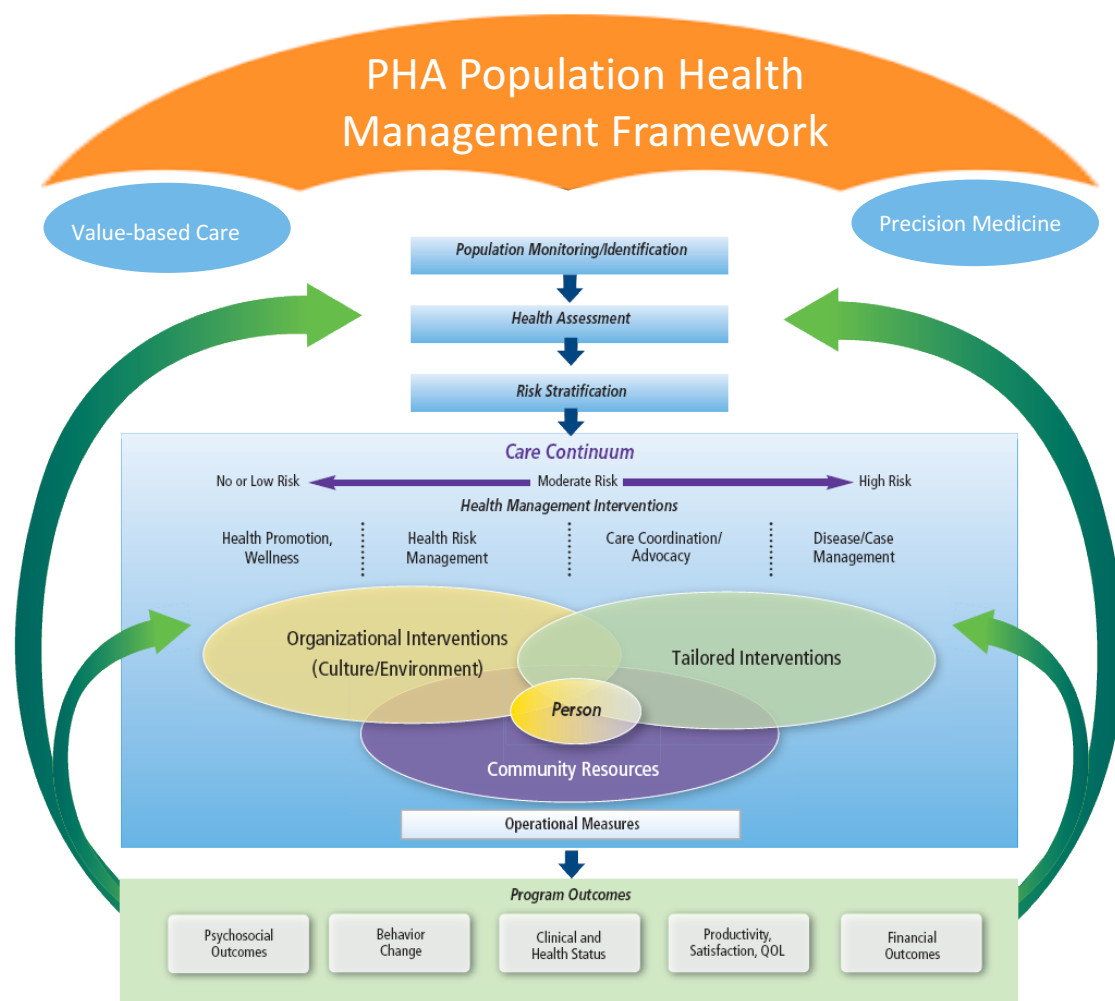 PHA Population Health
Management Framework
Value-based Care
Precision Medicine
Population Monitoring/Identification
Health Assessment
Risk Stratification
Care Continuum
No or Low Risk
Moderate Risk
High Risk
Health Management Interventions
Health Promotion,
Wellness
Health Risk
Management
Care Coordination/
Advocacy
Disease/Case
Management
Organizational Interventions
(Culture/Environment)
Tailored Interventions
Person
Community Resources
Operational Measures
Program Outcomes
Psychosocial
Outcomes
Behavior
Change
Clinical and
Health Status
Productivity,
Satisfaction, QOL
Financial
Outcomes